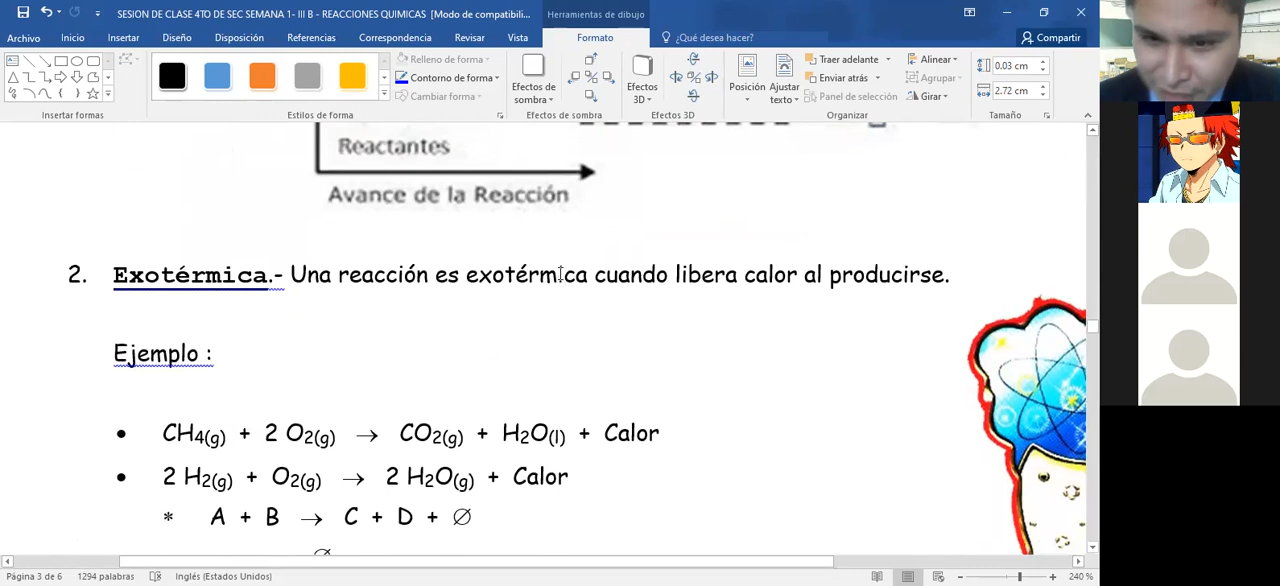 SESION DE CLASE 4TO DE SEC SEMANA 1- III B - REACCIONES QUIMICAS [Modo de compatibili...
Herramientas de dibujo
Archivo Inicio Insertar Diseño Disposición Referencias Correspondencia Revisar Vista Formato ¿Qué desea hacer? Compartir
Relleno de forma
Contorno de forma
Cambiar forma
Efectos de sombra
Efectos 3D
Posición
Ajustar texto
Traer adelante
Enviar atrás
Panel de selección
Alinear
Agrupar
Girar
0.03 cm
2.72 cm
Insertar formas Estilos de forma Efectos de sombra Efectos 3D Organizar Tamaño
Reactantes
Avance de la Reacción
2. Exotérmica.- Una reacción es exotérmica cuando libera calor al producirse.
Ejemplo :
• CH4(g) + 2 O2(g) → CO2(g) + H2O(l) + Calor
• 2 H2(g) + O2(g) → 2 H2O(g) + Calor
* A + B → C + D + ∅
Página 3 de 6 1294 palabras Inglés (Estados Unidos) 240 %